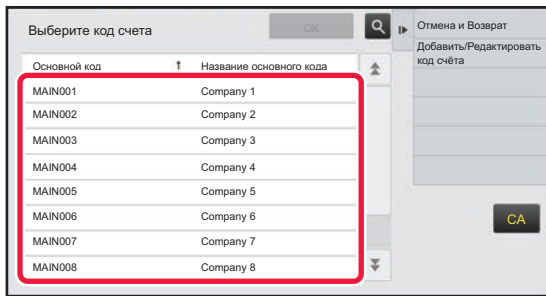 Выберите код счета
OK
Отмена и Возврат
Добавить/Редактировать
код счёта
Основной код
Название основного кода
MAIN001 Company 1
MAIN002 Company 2
MAIN003 Company 3
MAIN004 Company 4
MAIN005 Company 5
MAIN006 Company 6
MAIN007 Company 7
MAIN008 Company 8
CA